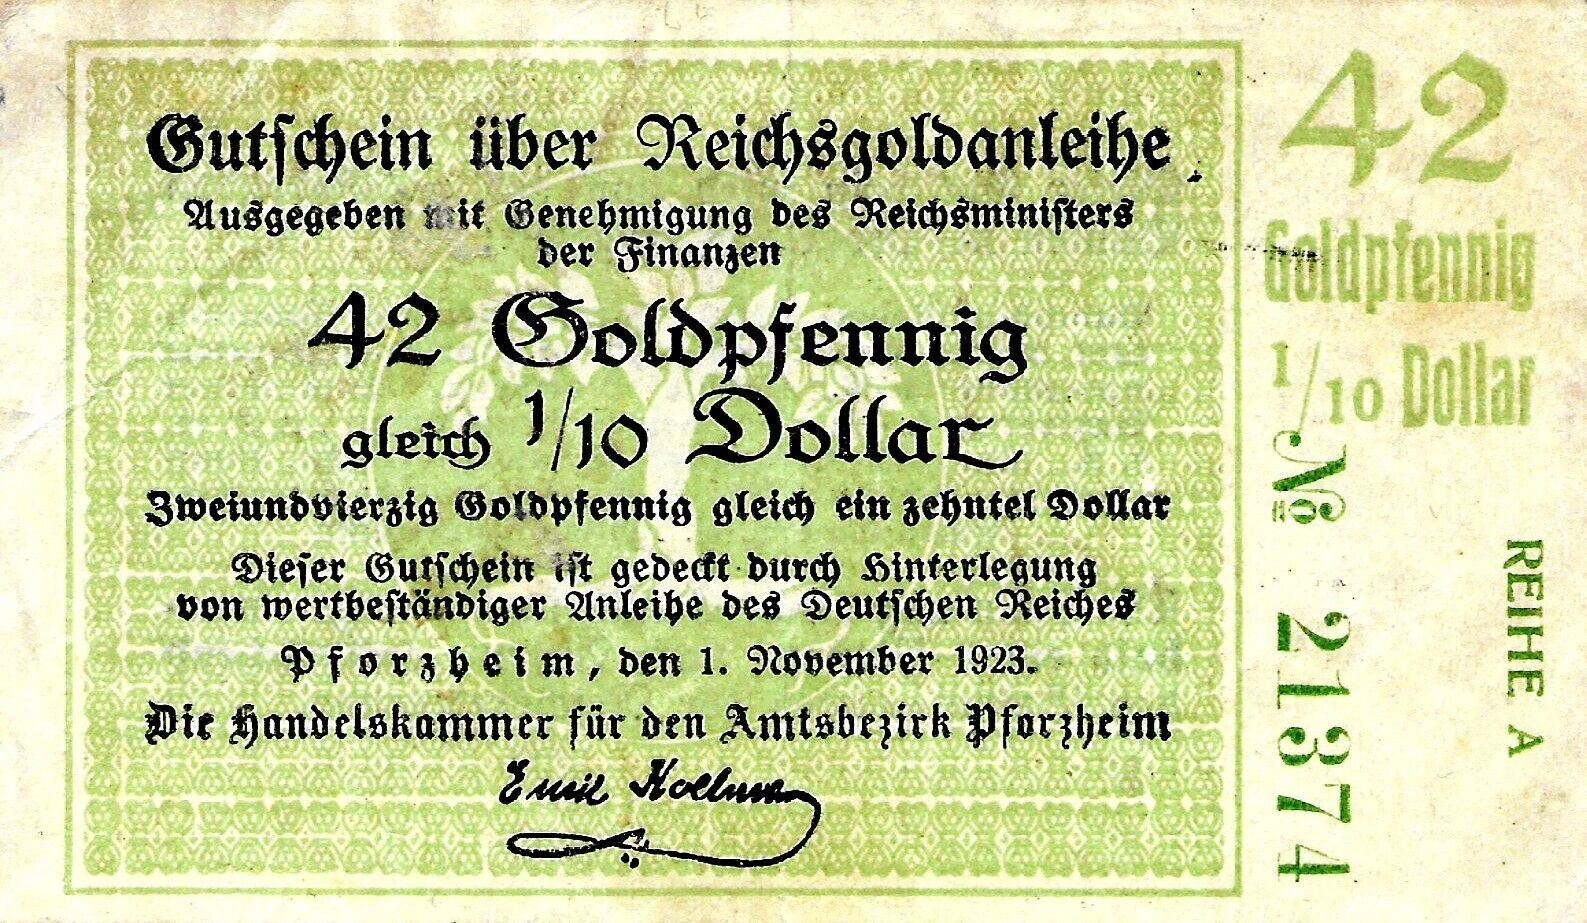 Gutschein über Reichsgoldanleihe
Ausgegeben mit Genehmigung des Reichsministers
der Finanzen
42 Goldpfennig
gleich 1/10 Dollar
Zweiundvierzig Goldpfennig gleich ein zehntel Dollar
Dieser Gutschein ist gedeckt durch Hinterlegung
von wertbeständiger Anleihe des Deutschen Reiches
Pforzheim, den 1. November 1923.
Die Handelskammer für den Amtsbezirk Pforzheim
Emil
42
Goldpfennig
1/10 Dollar
№ 21374
REIHE A